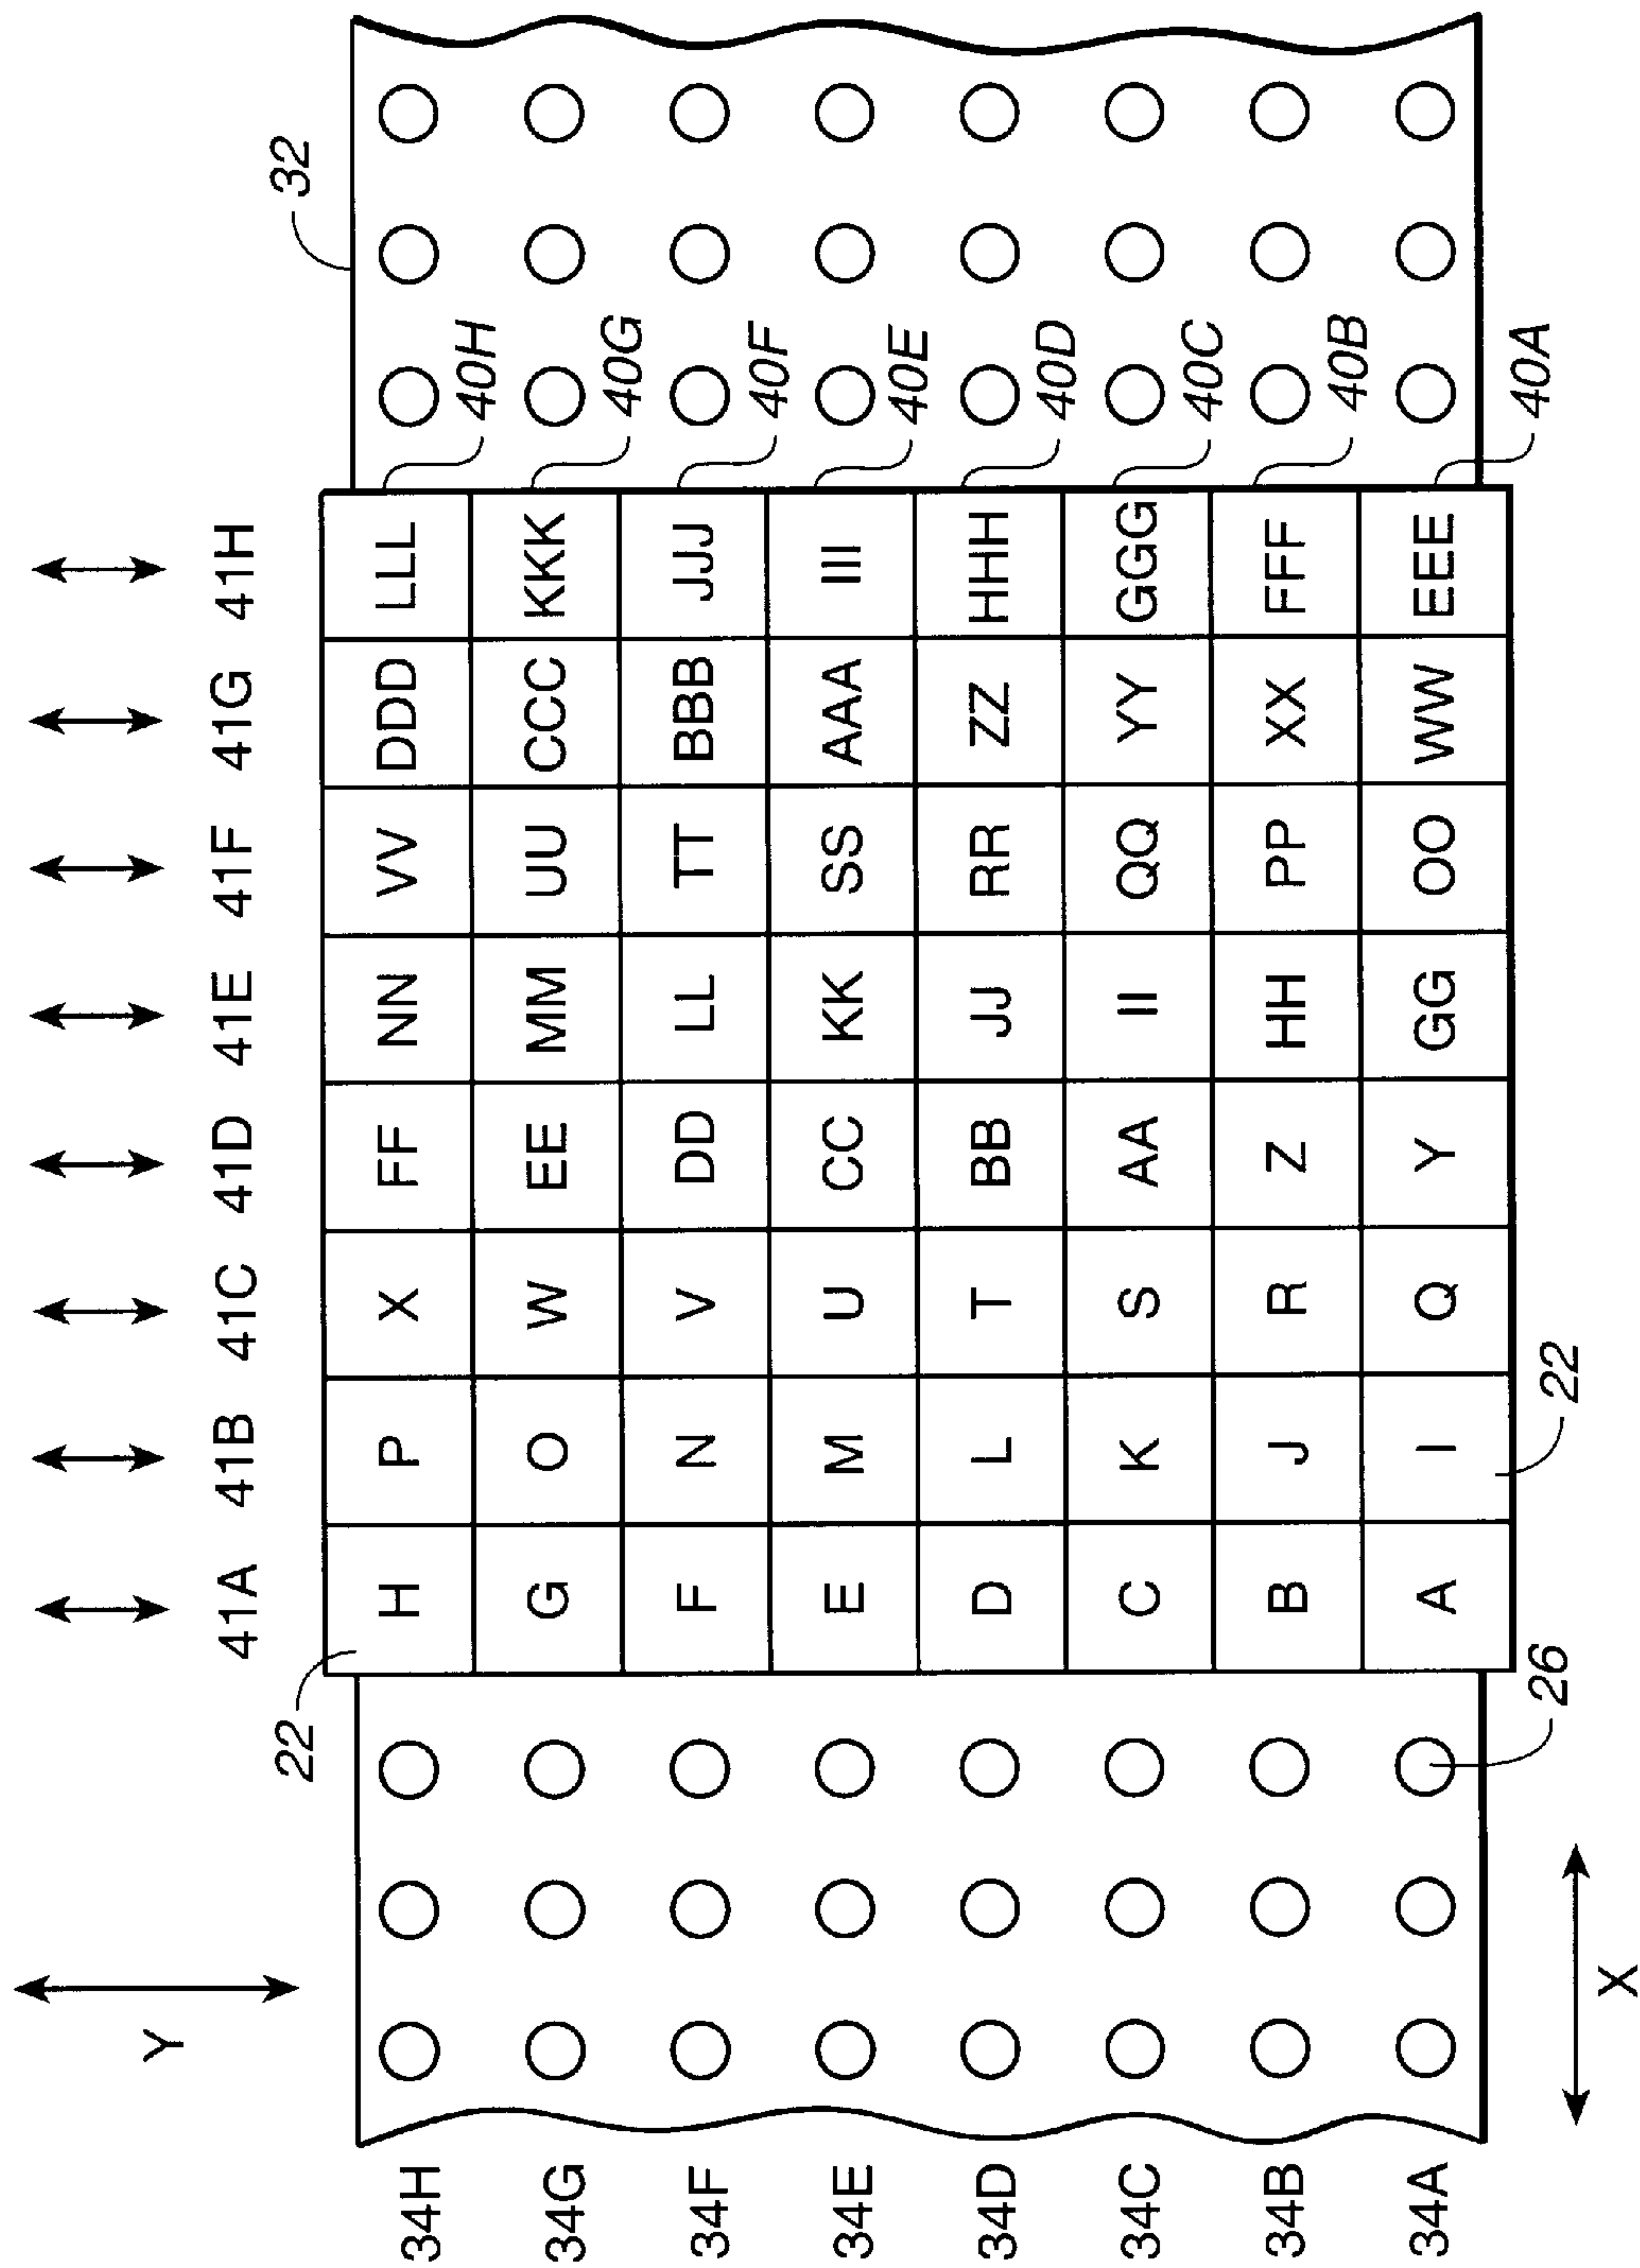 Y
41A 41B 41C 41D 41E 41F 41G 41H
22 32
34H H P X FF NN VV DDD LLL
40H
34G G O W EE MM UU CCC KKK
40G
34F F N V DD LL TT BBB JJJ
40F
34E E M U CC KK SS AAA III
40E
34D D L T BB JJ RR ZZ HHH
40D
34C C K S AA II QQ YY GGG
40C
34B B J R Z HH PP XX FFF
40B
34A A I Q Y GG OO WW EEE
26 22 40A
X